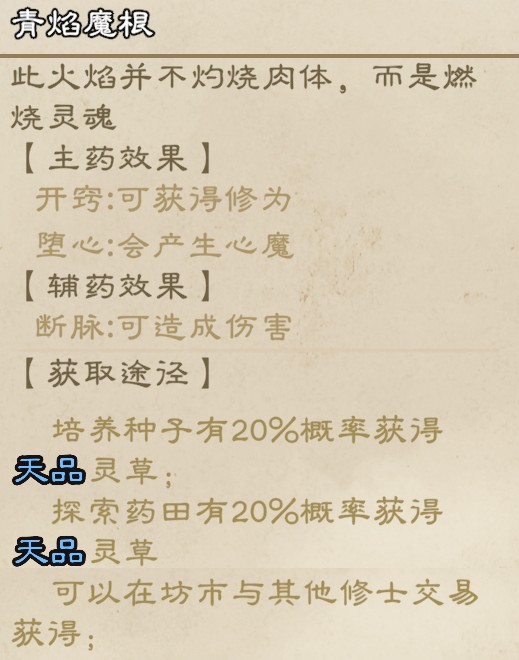 青焰魔根
此火焰并不灼烧肉体，而是燃
烧灵魂
【主药效果】
开窍:可获得修为
堕心:会产生心魔
【辅药效果】
断脉:可造成伤害
【获取途径】
培养种子有20%概率获得
天品灵草;
探索药田有20%概率获得
天品灵草
可以在坊市与其他修士交易
获得;